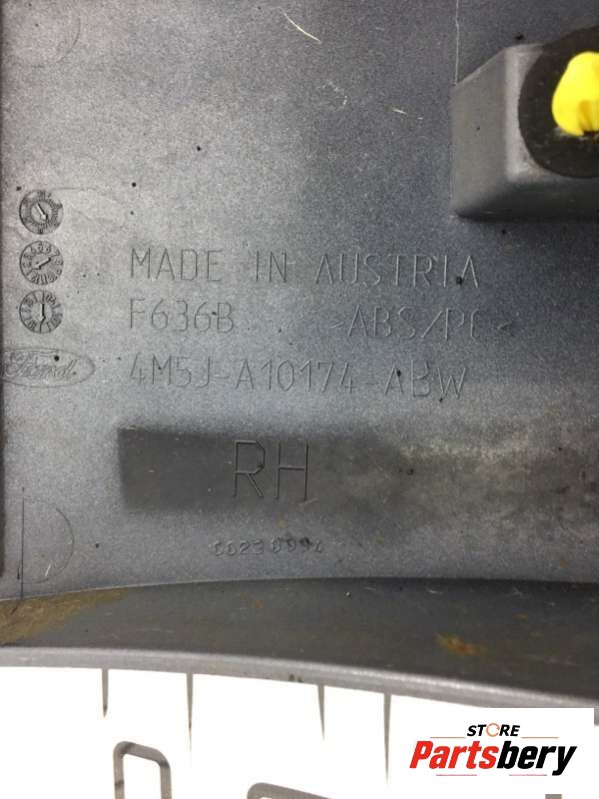 MADE IN AUSTRIA
F636B >ABS/PC<
Ford
4M5J-A10174-ABW
RH
STORE
Partsbery